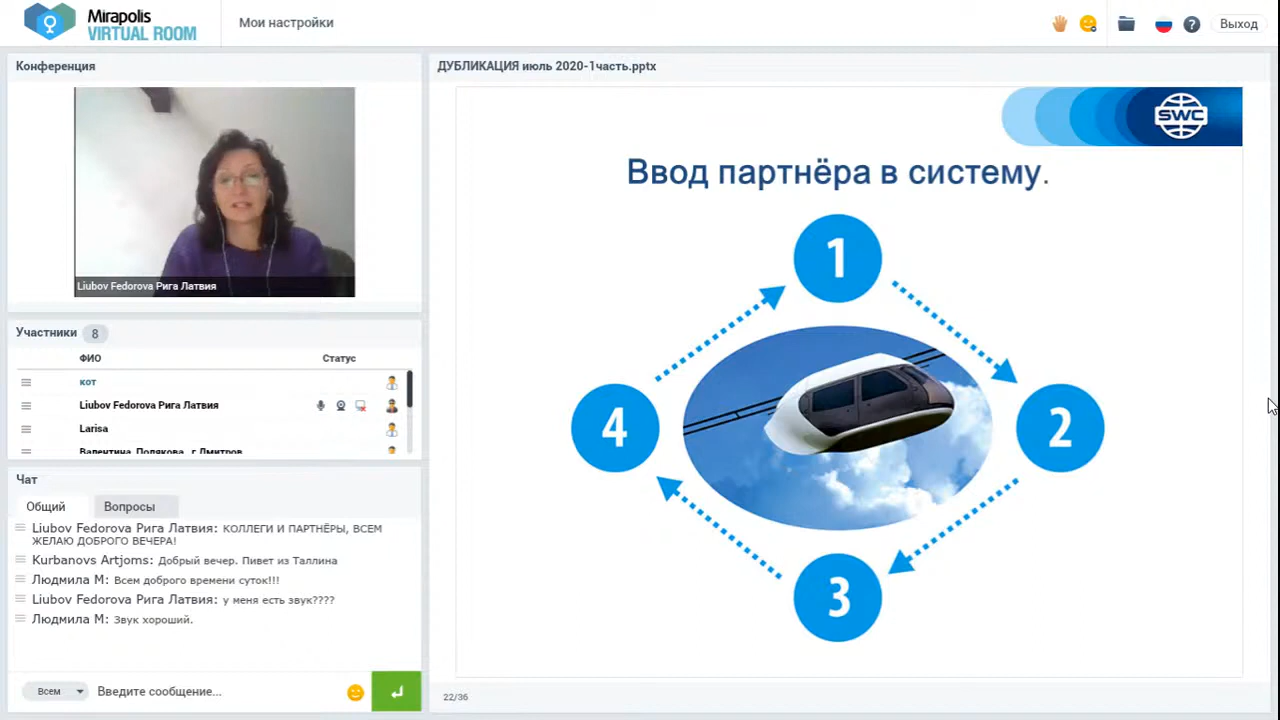 Mirapolis
VIRTUAL ROOM
Мои настройки
Выход
Конференция
Liubov Fedorova Рига Латвия
Участники 8
ФИО Статус
кот
Liubov Fedorova Рига Латвия
Larisa
Валентина Полякова г Дмитров
Чат
Общий Вопросы
Liubov Fedorova Рига Латвия: КОЛЛЕГИ И ПАРТНЁРЫ, ВСЕМ
ЖЕЛАЮ ДОБРОГО ВЕЧЕРА!
Kurbanovs Artjoms: Добрый вечер. Пивет из Таллина
Людмила М: Всем доброго времени суток!!!
Liubov Fedorova Рига Латвия: у меня есть звук????
Людмила М: Звук хороший.
Всем Введите сообщение...
ДУБЛИКАЦИЯ июль 2020-1часть.pptx
SWC
Ввод партнёра в систему.
1
2
3
4
22/36